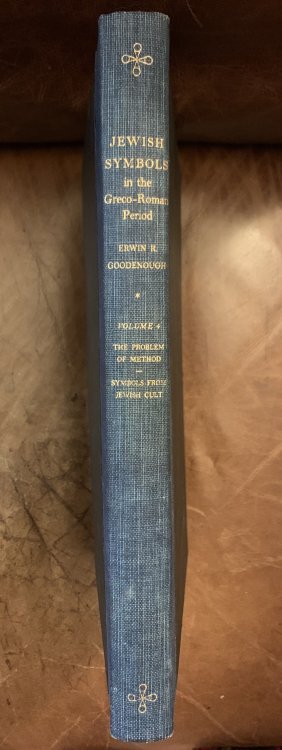 JEWISH
SYMBOLS
in the
Greco-Roman
Period
ERWIN R.
GOODENOUGH
*
VOLUME 4
THE PROBLEM
OF METHOD
—
SYMBOLS FROM
JEWISH CULT